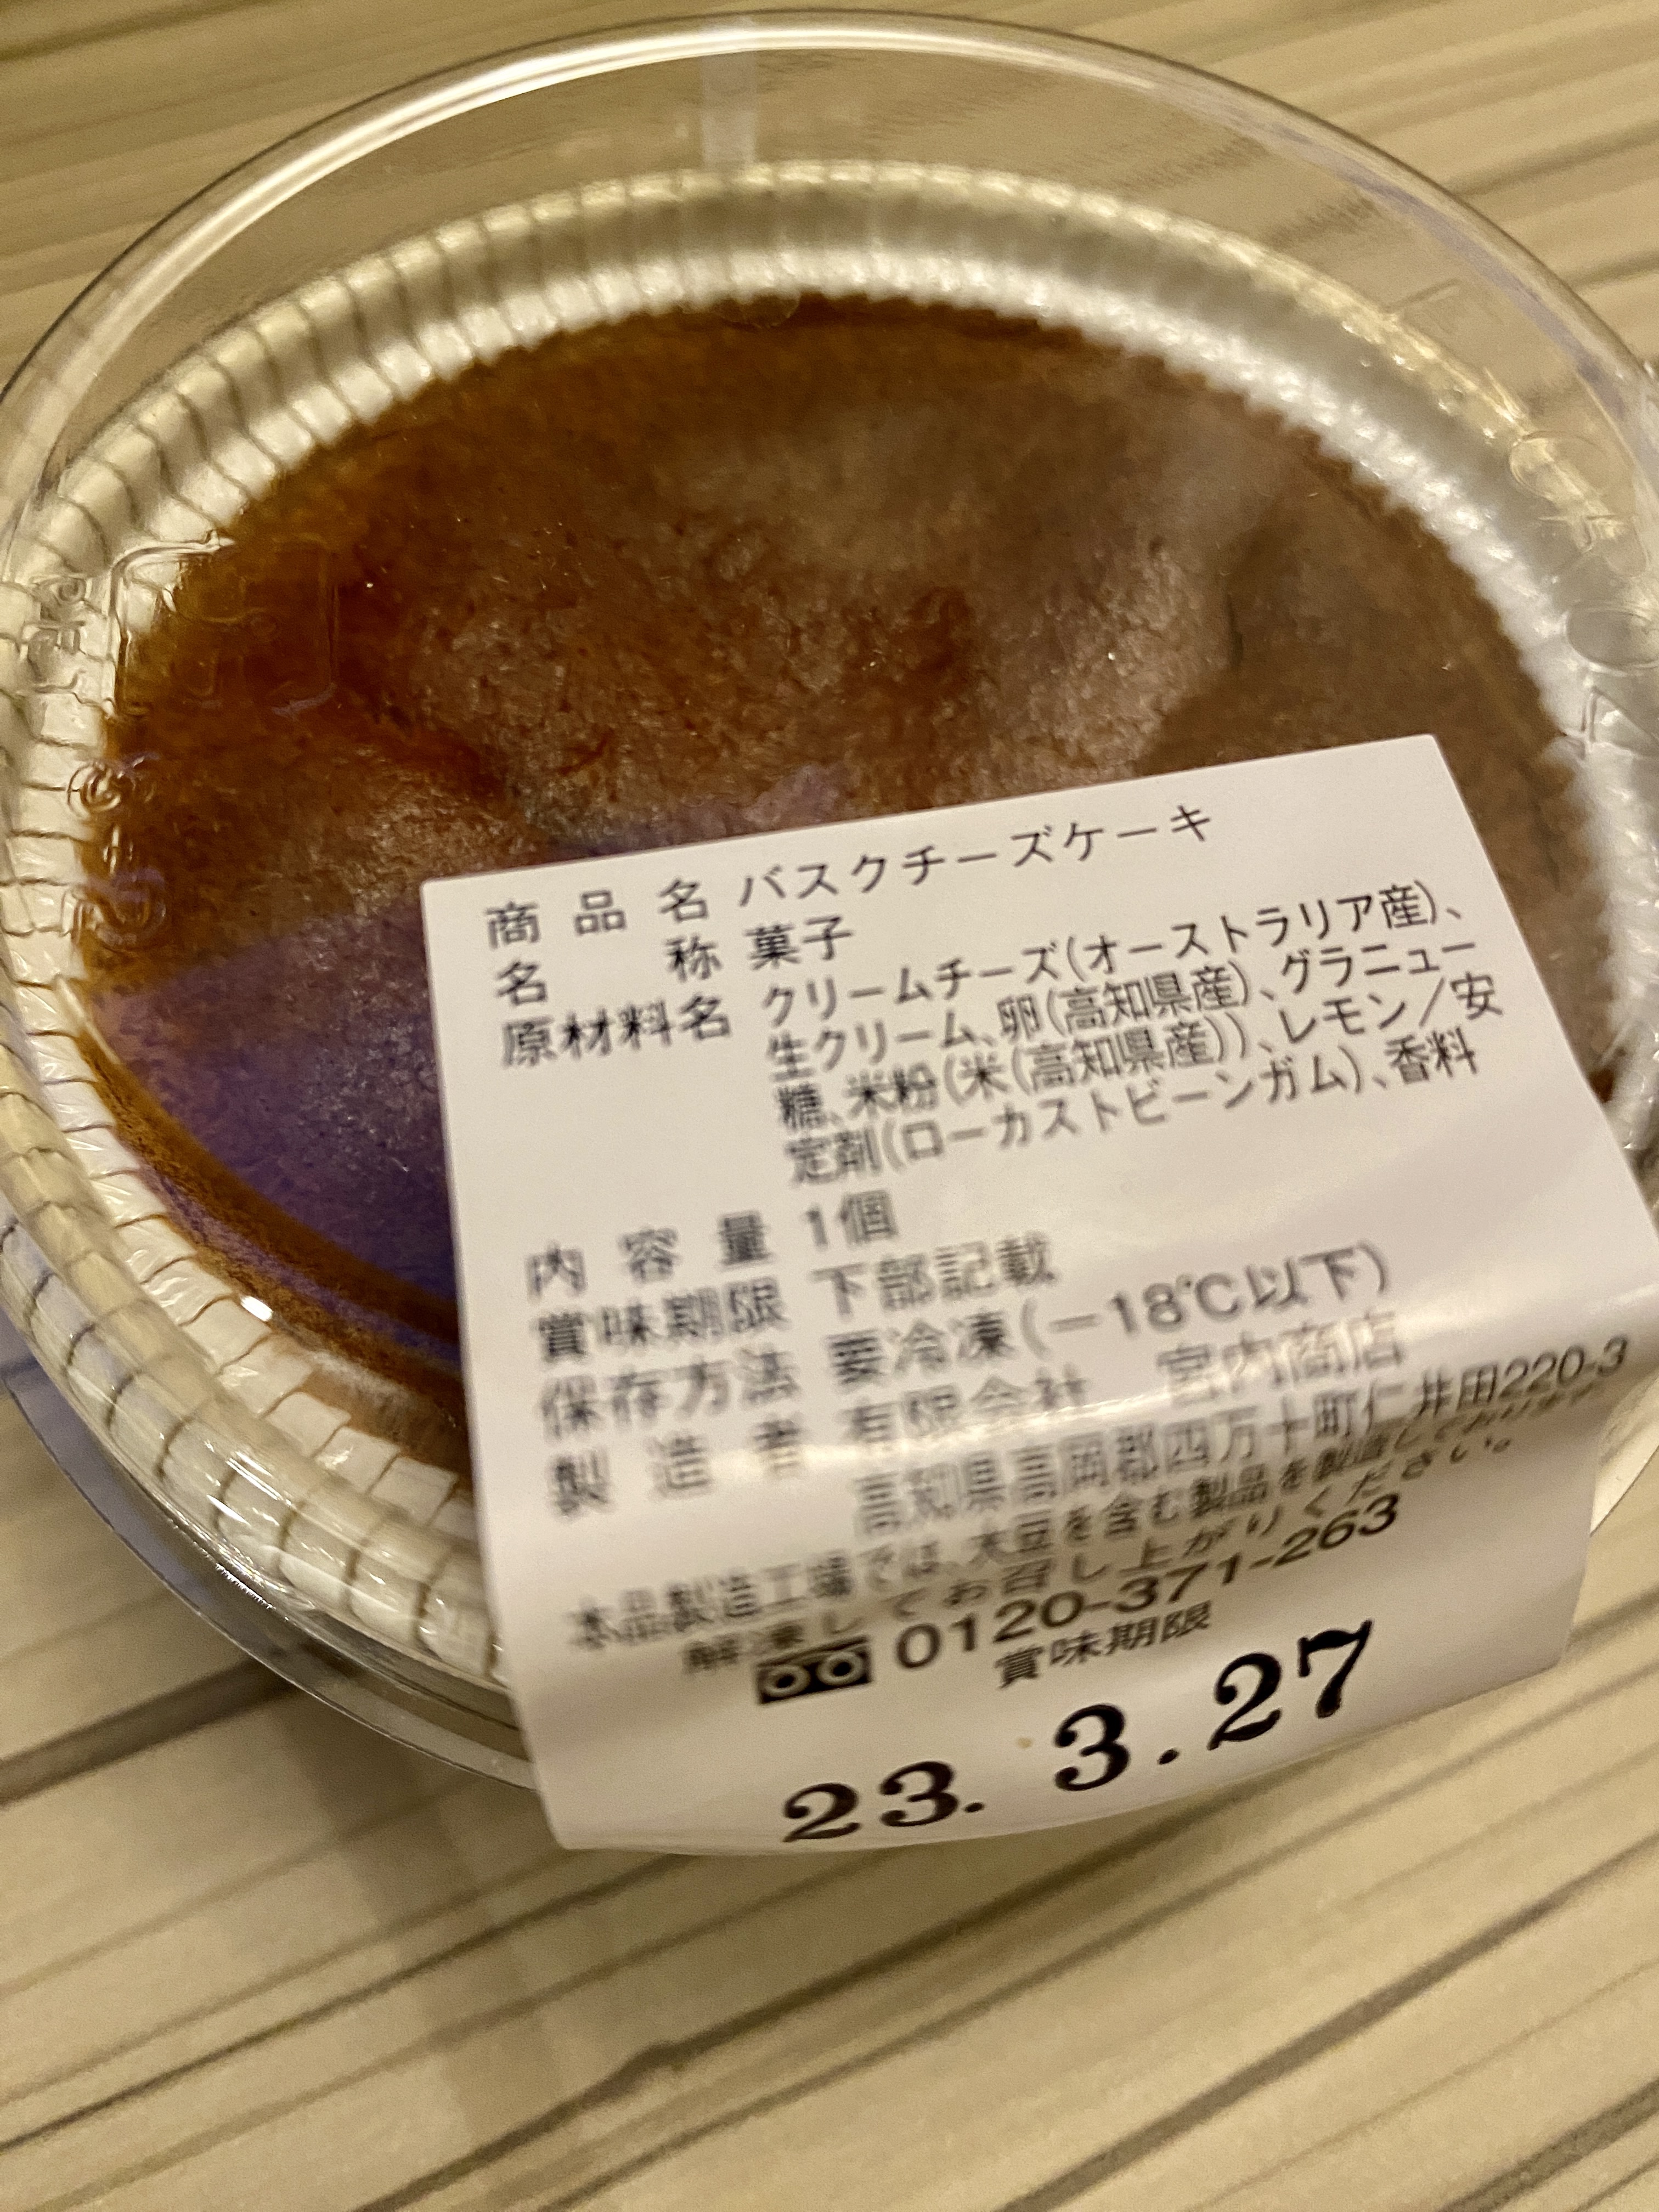 商品名 バスクチーズケーキ
名称 菓子
原材料名 クリームチーズ(オーストラリア産)、
生クリーム、卵(高知県産)、グラニュー
糖、米粉(米(高知県産))、レモン/安
定剤(ローカストビーンガム)、香料
内容量 1個
賞味期限 下部記載
保存方法 要冷凍(-18℃以下)
製造者 有限会社 宮内商店
高知県高岡郡四万十町仁井田220-3
本品製造工場では、大豆を含む製品を製造しております。
解凍してお召し上がりください。
0120-371-263
賞味期限
23. 3.27